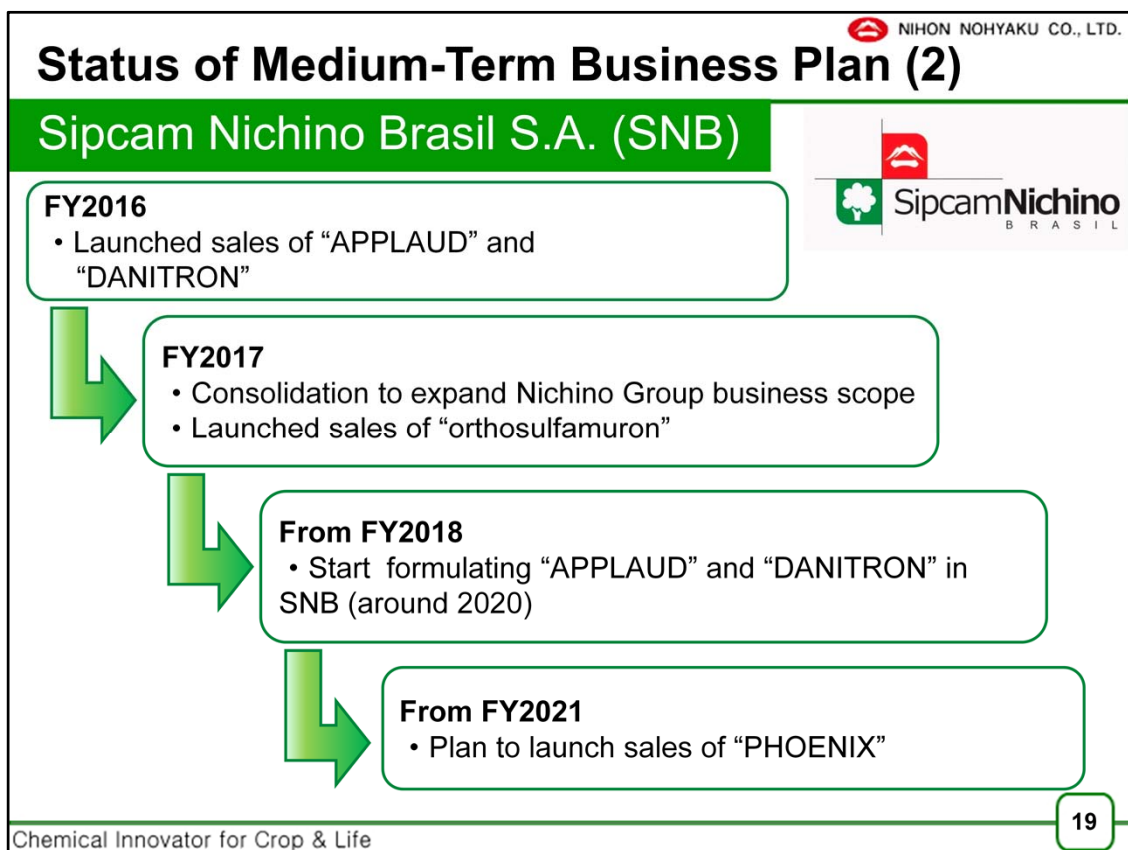 NIHON NOHYAKU CO., LTD.
Status of Medium-Term Business Plan (2)
Sipcam Nichino Brasil S.A. (SNB)
SipcamNichino
BRASIL
FY2016
• Launched sales of “APPLAUD” and
“DANITRON”
FY2017
• Consolidation to expand Nichino Group business scope
• Launched sales of “orthosulfamuron”
From FY2018
• Start formulating “APPLAUD” and “DANITRON” in
SNB (around 2020)
From FY2021
• Plan to launch sales of “PHOENIX”
19
Chemical Innovator for Crop & Life